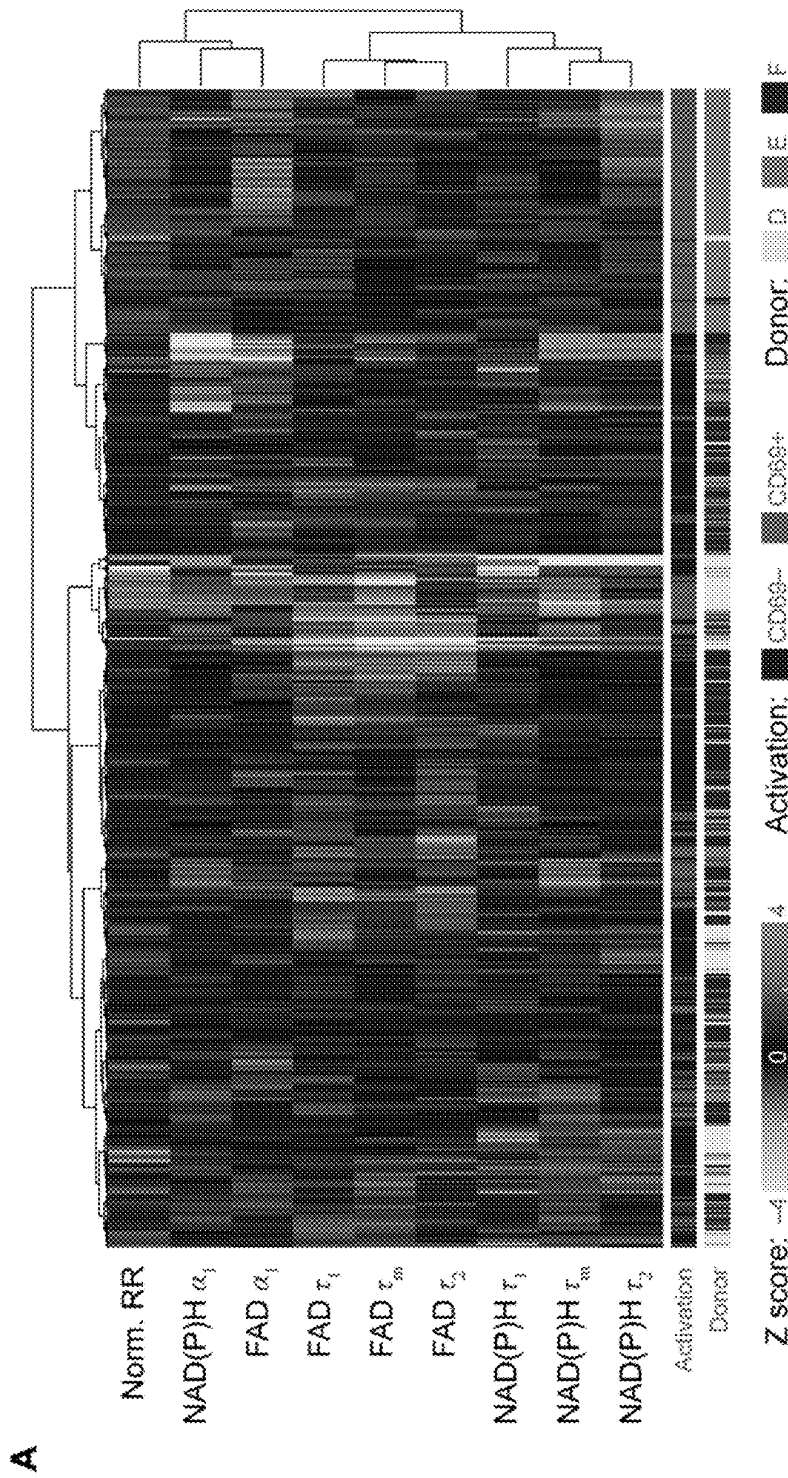 A
Norm. RR
NAD(P)H α₁
FAD α₁
FAD τ₁
FAD τₘ
FAD τ₂
NAD(P)H τ₁
NAD(P)H τₘ
NAD(P)H τ₂
Activation
Donor
Z score: −4 0 4 Activation: CD69− CD69+ Donor: D E F